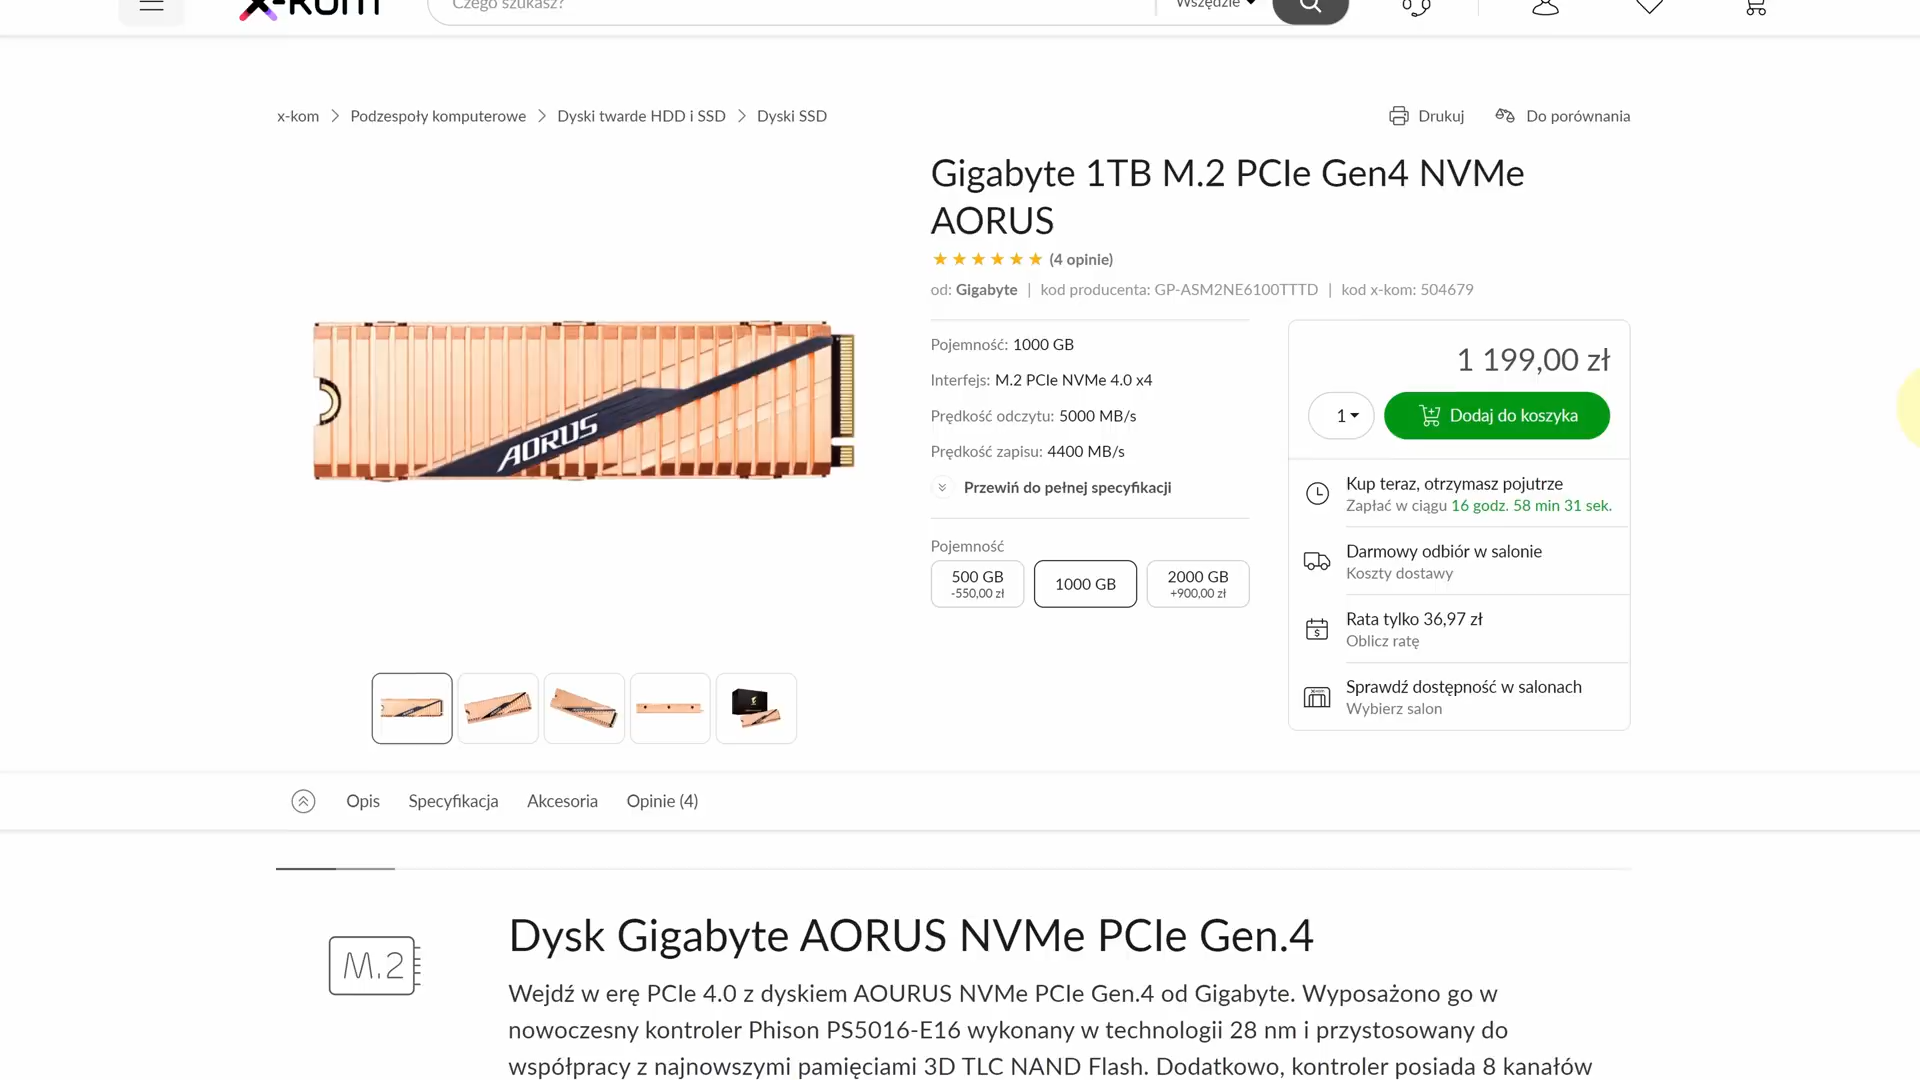 x-kom
Czego szukasz?
Wszędzie
x-kom
Podzespoły komputerowe
Dyski twarde HDD i SSD
Dyski SSD
Drukuj
Do porównania
Gigabyte 1TB M.2 PCIe Gen4 NVMe
AORUS
(4 opinie)
od: Gigabyte | kod producenta: GP-ASM2NE6100TTTD | kod x-kom: 504679
AORUS
Pojemność: 1000 GB
Interfejs: M.2 PCIe NVMe 4.0 x4
Prędkość odczytu: 5000 MB/s
Prędkość zapisu: 4400 MB/s
Przewiń do pełnej specyfikacji
Pojemność
500 GB
-550,00 zł
1000 GB
2000 GB
+900,00 zł
1 199,00 zł
1
Dodaj do koszyka
Kup teraz, otrzymasz pojutrze
Zapłać w ciągu 16 godz. 58 min 31 sek.
Darmowy odbiór w salonie
Koszty dostawy
Rata tylko 36,97 zł
Oblicz ratę
Sprawdź dostępność w salonach
Wybierz salon
Opis
Specyfikacja
Akcesoria
Opinie (4)
M.2
Dysk Gigabyte AORUS NVMe PCIe Gen.4
Wejdź w erę PCIe 4.0 z dyskiem AOURUS NVMe PCIe Gen.4 od Gigabyte. Wyposażono go w
nowoczesny kontroler Phison PS5016-E16 wykonany w technologii 28 nm i przystosowany do
współpracy z najnowszymi pamięciami 3D TLC NAND Flash. Dodatkowo, kontroler posiada 8 kanałów